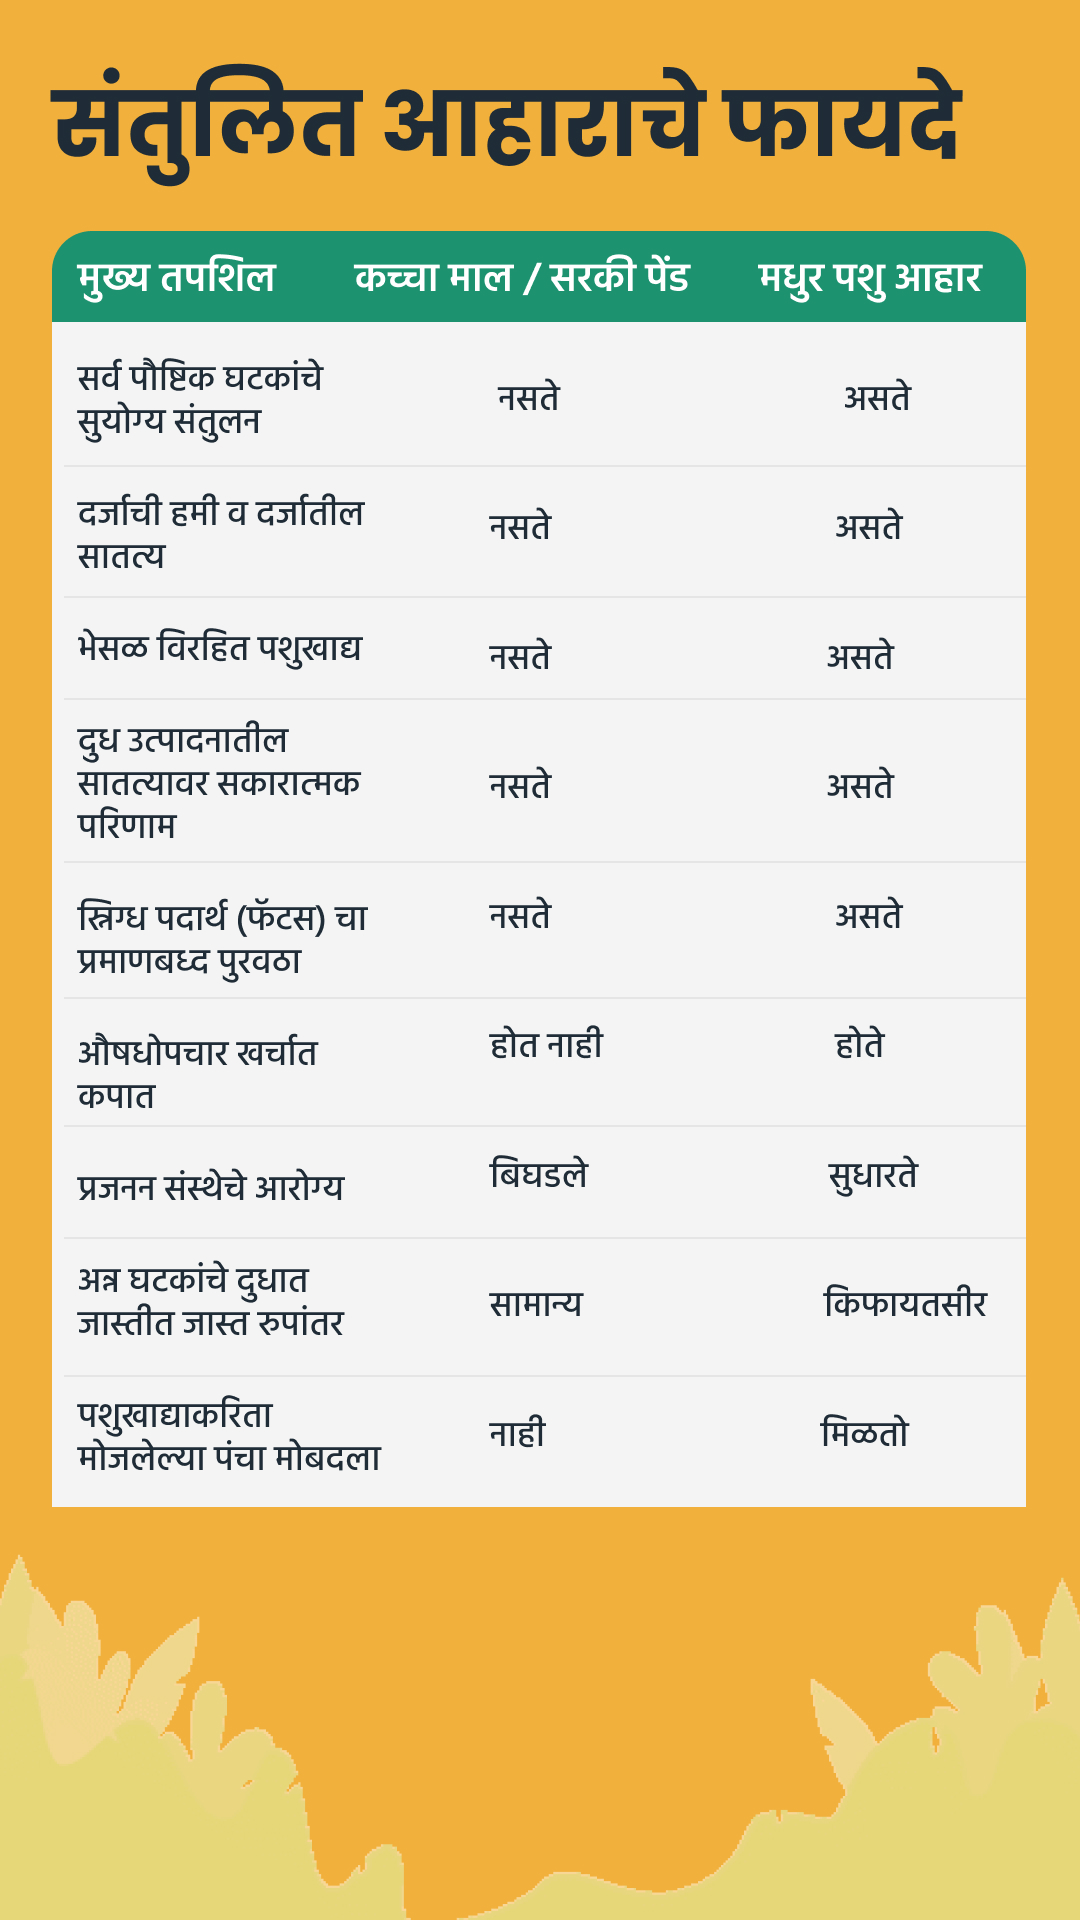 संतुलित आहाराचे फायदे
मुख्य तपशिल कच्चा माल / सरकी पेंड मधुर पशु आहार
सर्व पौष्टिक घटकांचे
सुयोग्य संतुलन
नसते असते
दर्जाची हमी व दर्जातील
सातत्य
नसते असते
भेसळ विरहित पशुखाद्य
नसते असते
दुध उत्पादनातील
सातत्यावर सकारात्मक
परिणाम
नसते असते
स्निग्ध पदार्थ (फॅटस) चा
प्रमाणबध्द पुरवठा
नसते असते
औषधोपचार खर्चात
कपात
होत नाही होते
प्रजनन संस्थेचे आरोग्य
बिघडले सुधारते
अन्न घटकांचे दुधात
जास्तीत जास्त रुपांतर
सामान्य किफायतसीर
पशुखाद्याकरिता
मोजलेल्या पंचा मोबदला
नाही मिळतो